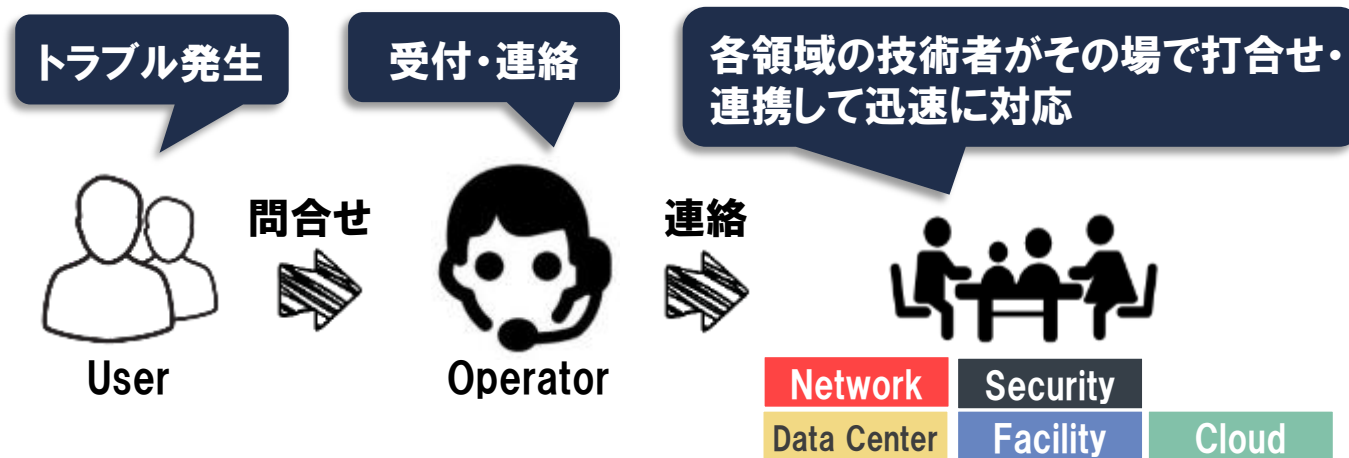 トラブル発生
受付・連絡
各領域の技術者がその場で打合せ・
連携して迅速に対応
問合せ
連絡
User
Operator
Network
Security
Data Center
Facility
Cloud